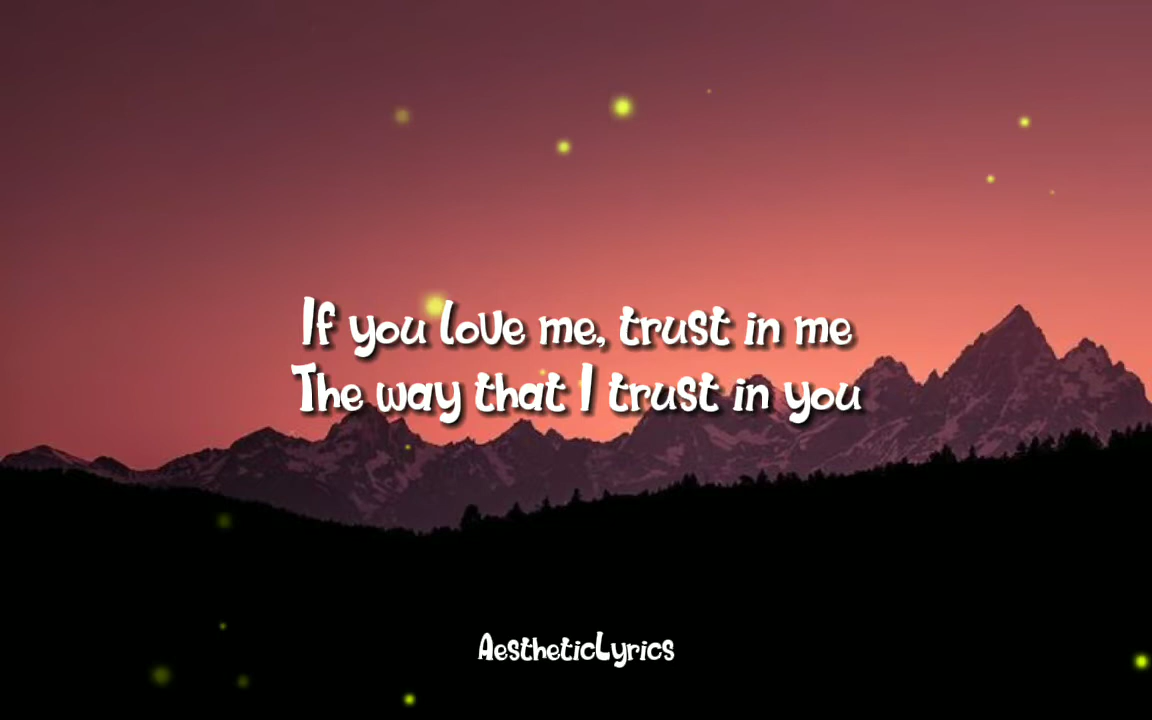 If you love me, trust in me
The way that I trust in you
AestheticLyrics